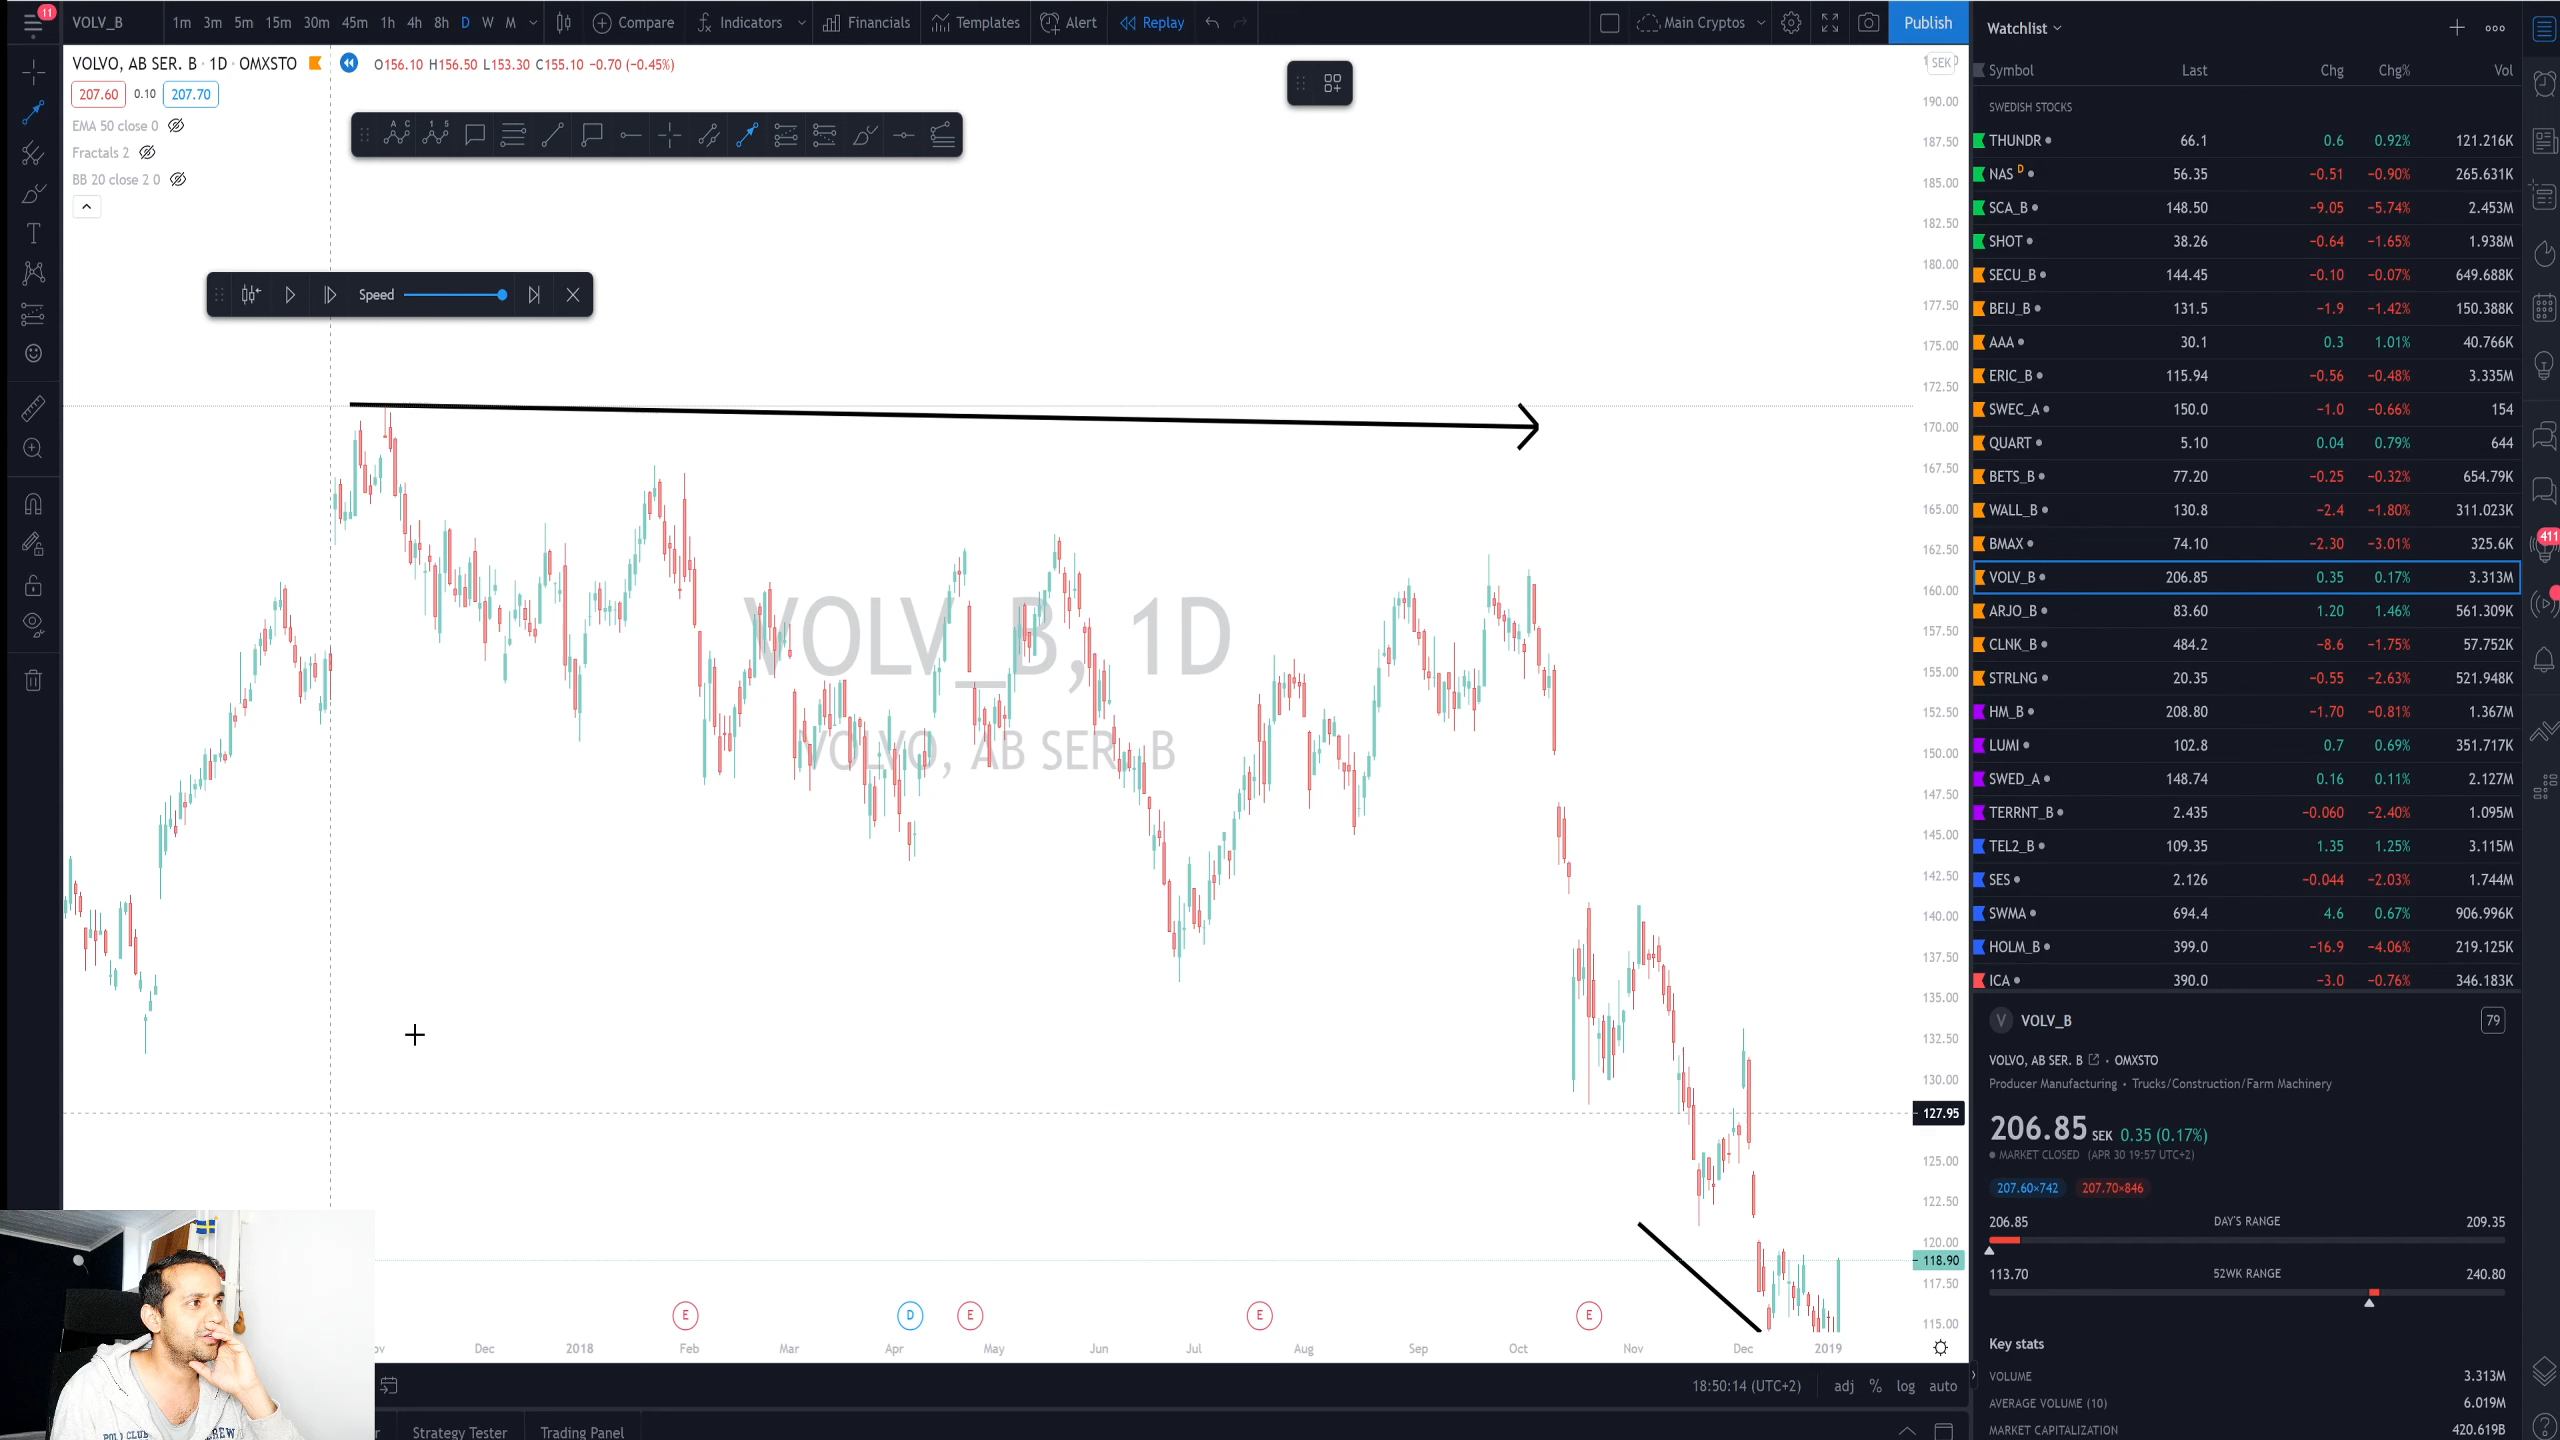 11
VOLV_B
1m 3m 5m 15m 30m 45m 1h 4h 8h D W M
Compare
Indicators
Financials
Templates
Alert
Replay
Main Cryptos
Publish
VOLVO, AB SER. B · 1D · OMXSTO
O156.10 H156.50 L153.30 C155.10 −0.70 (−0.45%)
207.60 0.10 207.70
EMA 50 close 0
Fractals 2
BB 20 close 2 0
Speed
SEK
190.00
187.50
185.00
182.50
180.00
177.50
175.00
172.50
170.00
167.50
165.00
162.50
160.00
157.50
155.00
152.50
150.00
147.50
145.00
142.50
140.00
137.50
135.00
132.50
130.00
127.95
125.00
122.50
120.00
118.90
117.50
115.00
VOLV_B, 1D
VOLVO, AB SER. B
E D E E E
Dec 2018 Feb Mar Apr May Jun Jul Aug Sep Oct Nov Dec 2019
18:50:14 (UTC+2) adj % log auto
Strategy Tester Trading Panel
Watchlist
Symbol Last Chg Chg% Vol
SWEDISH STOCKS
THUNDR 66.1 0.6 0.92% 121.216K
NAS D 56.35 −0.51 −0.90% 265.631K
SCA_B 148.50 −9.05 −5.74% 2.453M
SHOT 38.26 −0.64 −1.65% 1.938M
SECU_B 144.45 −0.10 −0.07% 649.688K
BEIJ_B 131.5 −1.9 −1.42% 150.388K
AAA 30.1 0.3 1.01% 40.766K
ERIC_B 115.94 −0.56 −0.48% 3.335M
SWEC_A 150.0 −1.0 −0.66% 154
QUART 5.10 0.04 0.79% 644
BETS_B 77.20 −0.25 −0.32% 654.79K
WALL_B 130.8 −2.4 −1.80% 311.023K
BMAX 74.10 −2.30 −3.01% 325.6K
VOLV_B 206.85 0.35 0.17% 3.313M
ARJO_B 83.60 1.20 1.46% 561.309K
CLNK_B 484.2 −8.6 −1.75% 57.752K
STRLNG 20.35 −0.55 −2.63% 521.948K
HM_B 208.80 −1.70 −0.81% 1.367M
LUMI 102.8 0.7 0.69% 351.717K
SWED_A 148.74 0.16 0.11% 2.127M
TERRNT_B 2.435 −0.060 −2.40% 1.095M
TEL2_B 109.35 1.35 1.25% 3.115M
SES 2.126 −0.044 −2.03% 1.744M
SWMA 694.4 4.6 0.67% 906.996K
HOLM_B 399.0 −16.9 −4.06% 219.125K
ICA 390.0 −3.0 −0.76% 346.183K
V VOLV_B 79
VOLVO, AB SER. B · OMXSTO
Producer Manufacturing · Trucks/Construction/Farm Machinery
206.85 SEK 0.35 (0.17%)
MARKET CLOSED (APR 30 19:57 UTC+2)
207.60×742 207.70×846
206.85 DAY'S RANGE 209.35
113.70 52WK RANGE 240.80
Key stats
VOLUME 3.313M
AVERAGE VOLUME (10) 6.019M
MARKET CAPITALIZATION 420.619B
411